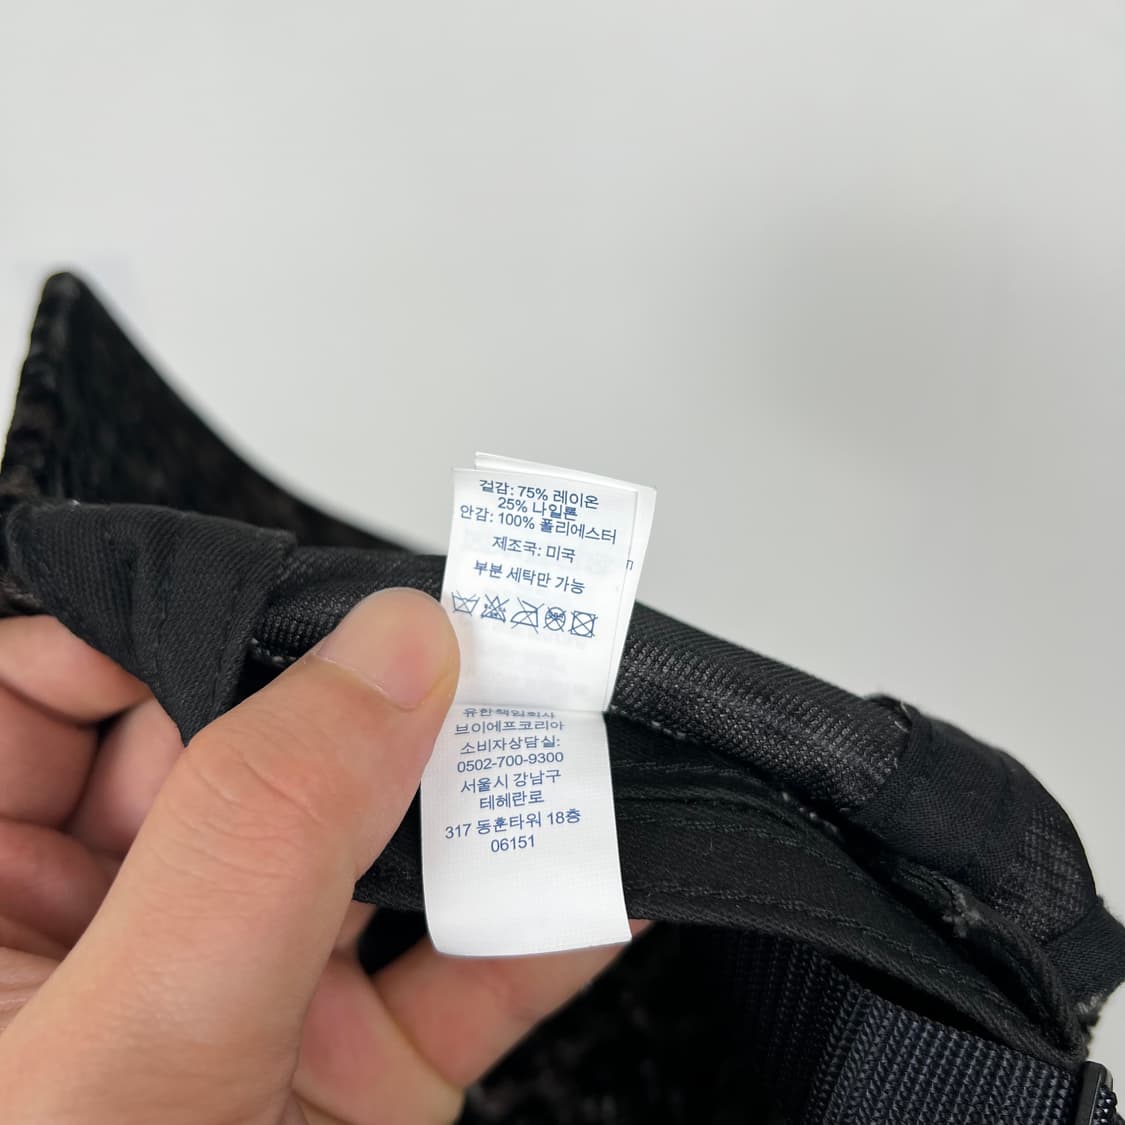 겉감: 75% 레이온
25% 나일론
안감: 100% 폴리에스터
제조국: 미국
부분 세탁만 가능
유한책임회사
브이에프코리아
소비자상담실:
0502-700-9300
서울시 강남구
테헤란로
317 동훈타워 18층
06151